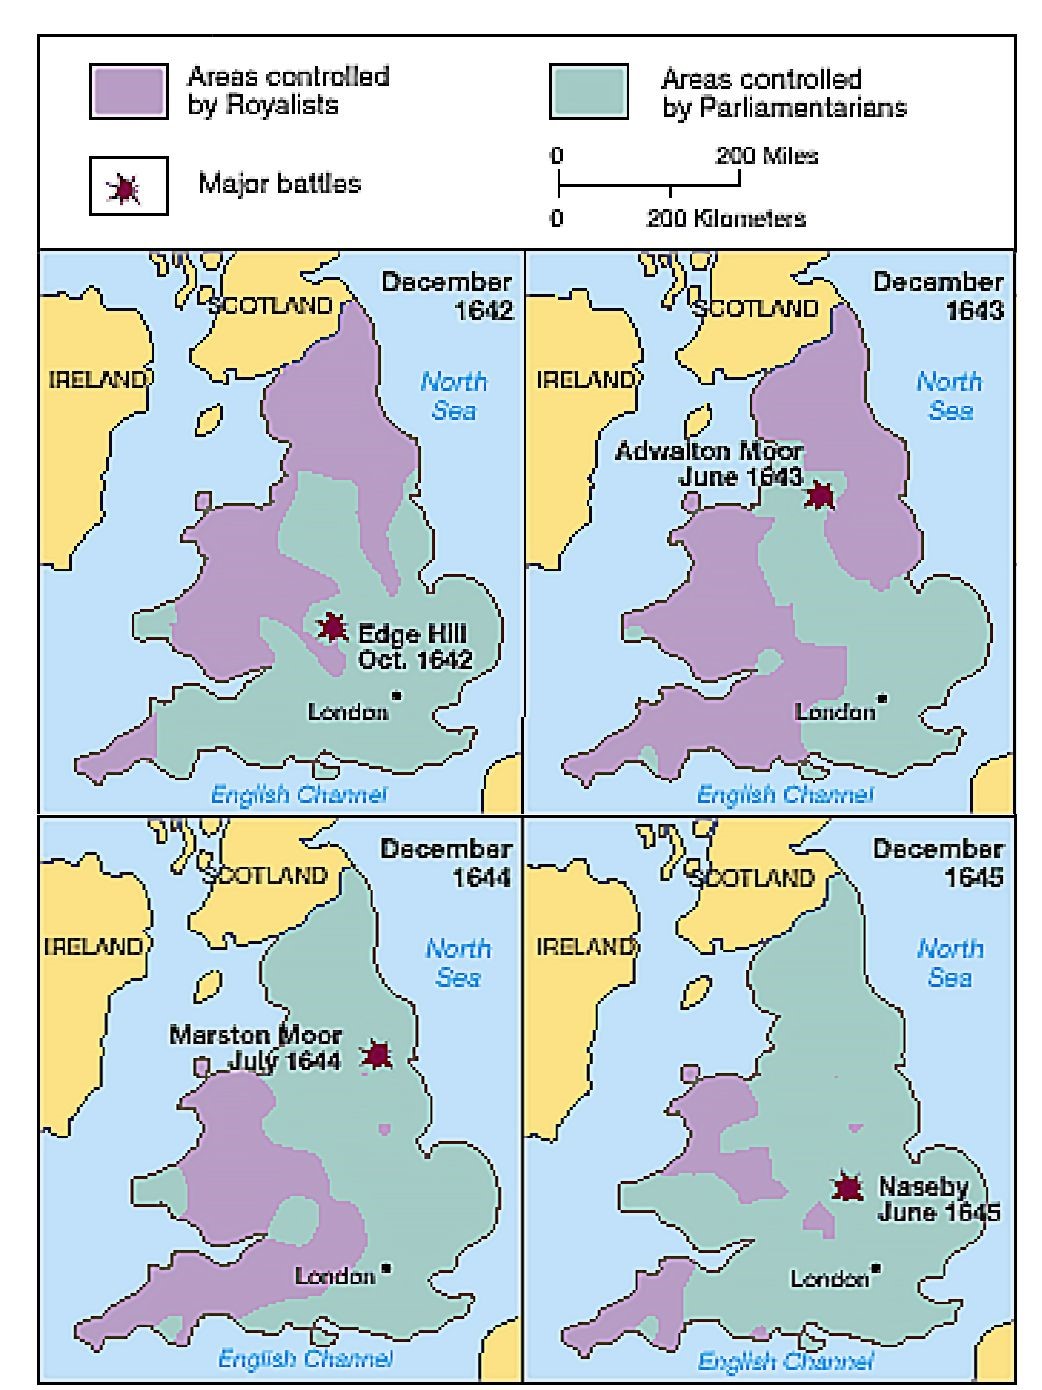 Areas controlled
by Royalists
Areas controlled
by Parliamentarians
Major battles
0 200 Miles
0 200 Kilometers
December
1642
SCOTLAND
IRELAND
North
Sea
Edge Hill
Oct. 1642
London
English Channel
December
1643
SCOTLAND
IRELAND
North
Sea
Adwalton Moor
June 1643
London
English Channel
December
1644
SCOTLAND
IRELAND
North
Sea
Marston Moor
July 1644
London
English Channel
December
1645
SCOTLAND
IRELAND
North
Sea
Naseby
June 1645
London
English Channel